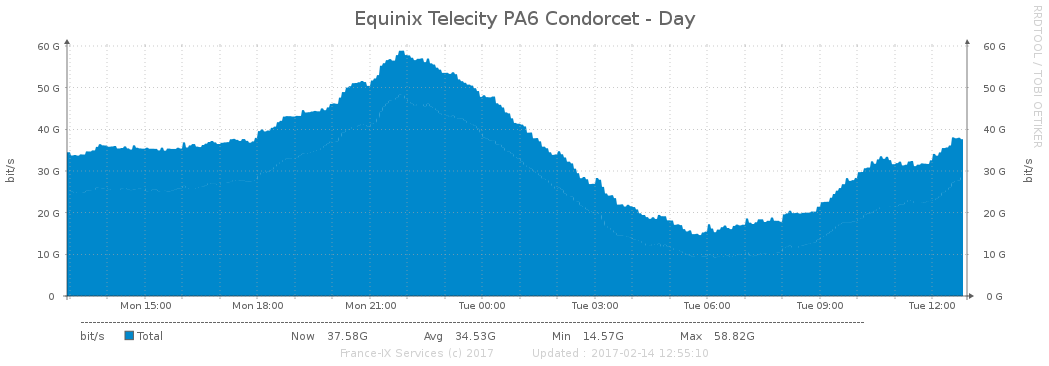 Equinix Telecity PA6 Condorcet - Day
RRDTOOL / TOBI OETIKER
60 G 60 G
50 G 50 G
40 G 40 G
30 G 30 G
20 G 20 G
10 G 10 G
0 0 G
bit/s
bit/s
Mon 15:00 Mon 18:00 Mon 21:00 Tue 00:00 Tue 03:00 Tue 06:00 Tue 09:00 Tue 12:00
bit/s Total Now 37.58G Avg 34.53G Min 14.57G Max 58.82G
France-IX Services (c) 2017 Updated : 2017-02-14 12:55:10